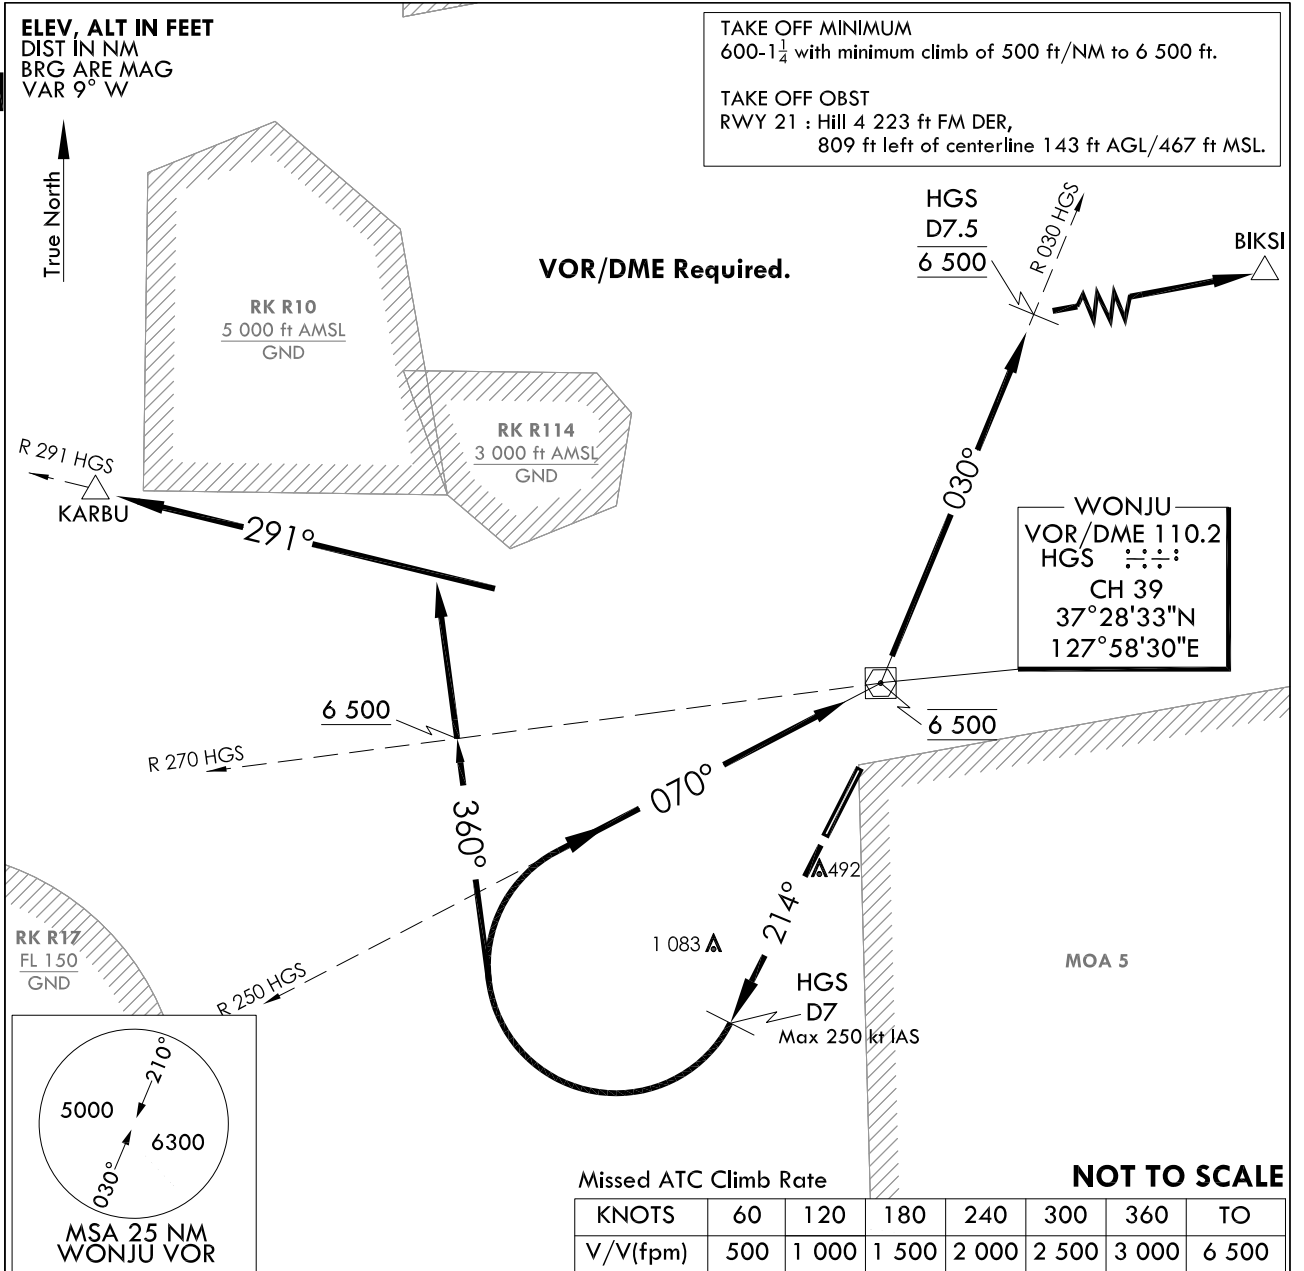 ELEV, ALT IN FEET
DIST IN NM
BRG ARE MAG
VAR 9° W
True North
TAKE OFF MINIMUM
600-1 1/4 with minimum climb of 500 ft/NM to 6 500 ft.
TAKE OFF OBST
RWY 21 : Hill 4 223 ft FM DER,
809 ft left of centerline 143 ft AGL/467 ft MSL.
VOR/DME Required.
HGS
D7.5
6 500
R 030 HGS
BIKSI
RK R10
5 000 ft AMSL
GND
RK R114
3 000 ft AMSL
GND
R 291 HGS
KARBU
291°
030°
WONJU
VOR/DME 110.2
HGS
CH 39
37°28'33"N
127°58'30"E
6 500
R 270 HGS
6 500
070°
360°
492
214°
1 083
RK R17
FL 150
GND
R 250 HGS
HGS
D7
Max 250 kt IAS
MOA 5
210°
5000
6300
030°
MSA 25 NM
WONJU VOR
Missed ATC Climb Rate
NOT TO SCALE
KNOTS 60 120 180 240 300 360 TO
V/V(fpm) 500 1 000 1 500 2 000 2 500 3 000 6 500